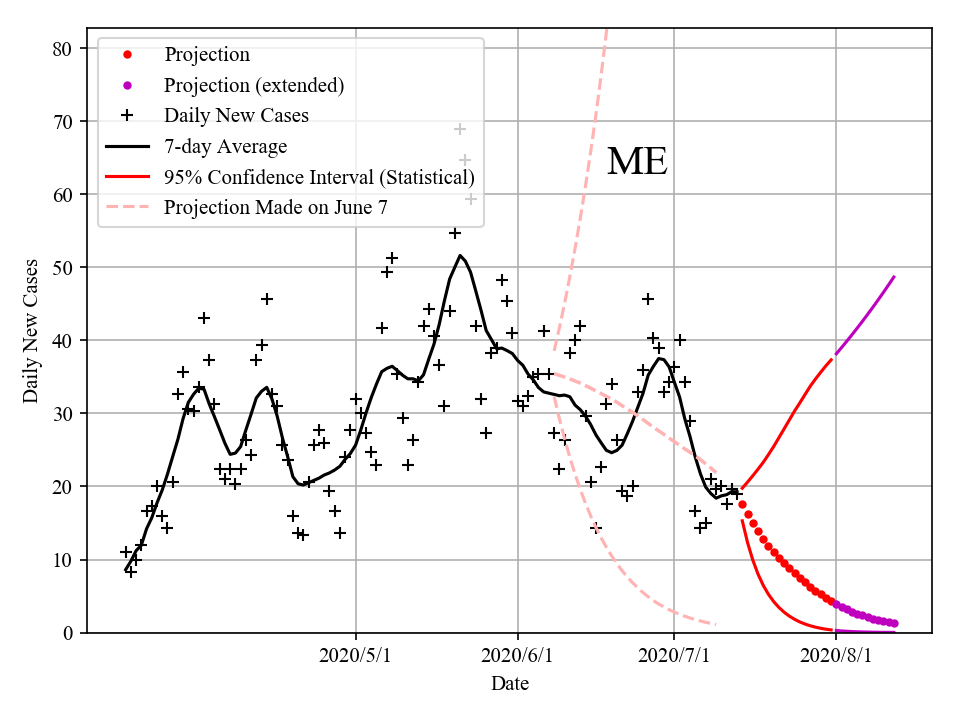 Projection
Projection (extended)
Daily New Cases
7-day Average
95% Confidence Interval (Statistical)
Projection Made on June 7
ME
80
70
60
50
40
30
20
10
0
Daily New Cases
2020/5/1 2020/6/1 2020/7/1 2020/8/1
Date